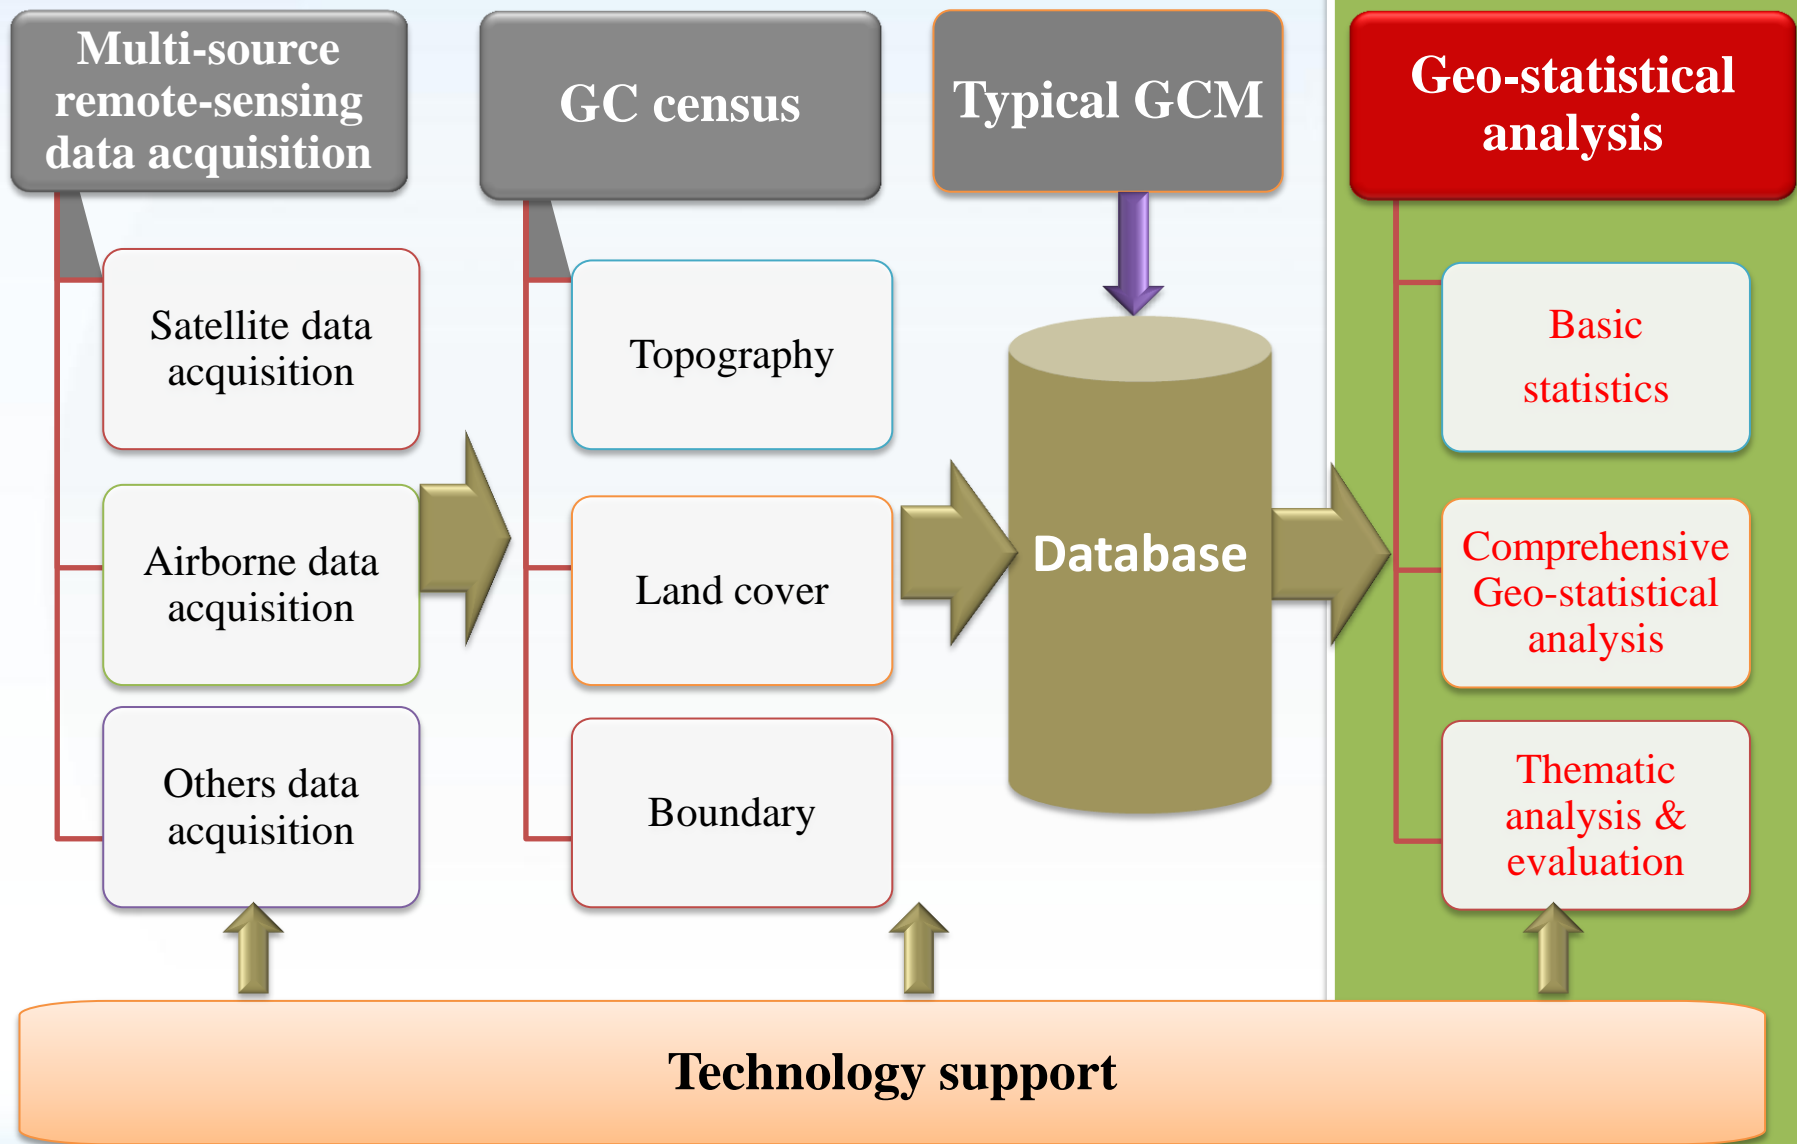 Multi-source
remote-sensing
data acquisition
Satellite data
acquisition
Airborne data
acquisition
Others data
acquisition
GC census
Topography
Land cover
Boundary
Typical GCM
Database
Geo-statistical
analysis
Basic
statistics
Comprehensive
Geo-statistical
analysis
Thematic
analysis &
evaluation
Technology support